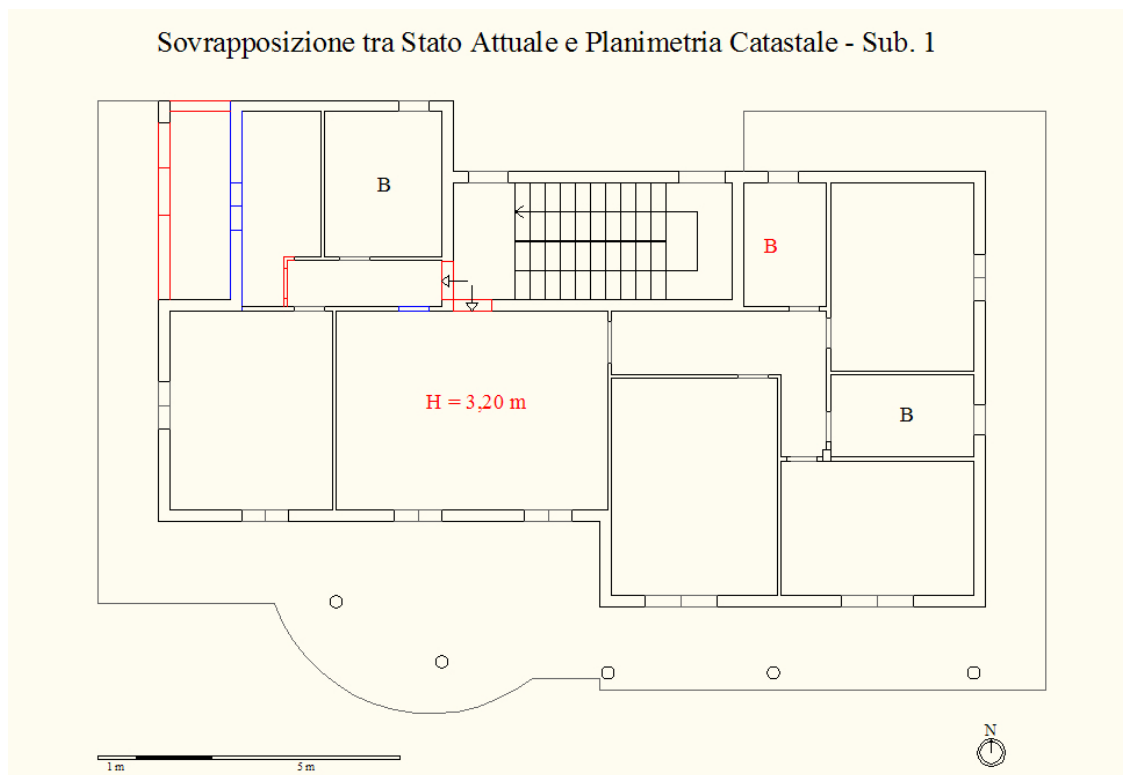 Sovrapposizione tra Stato Attuale e Planimetria Catastale - Sub. 1
B
B
H = 3,20 m
B
N
1 m
5 m